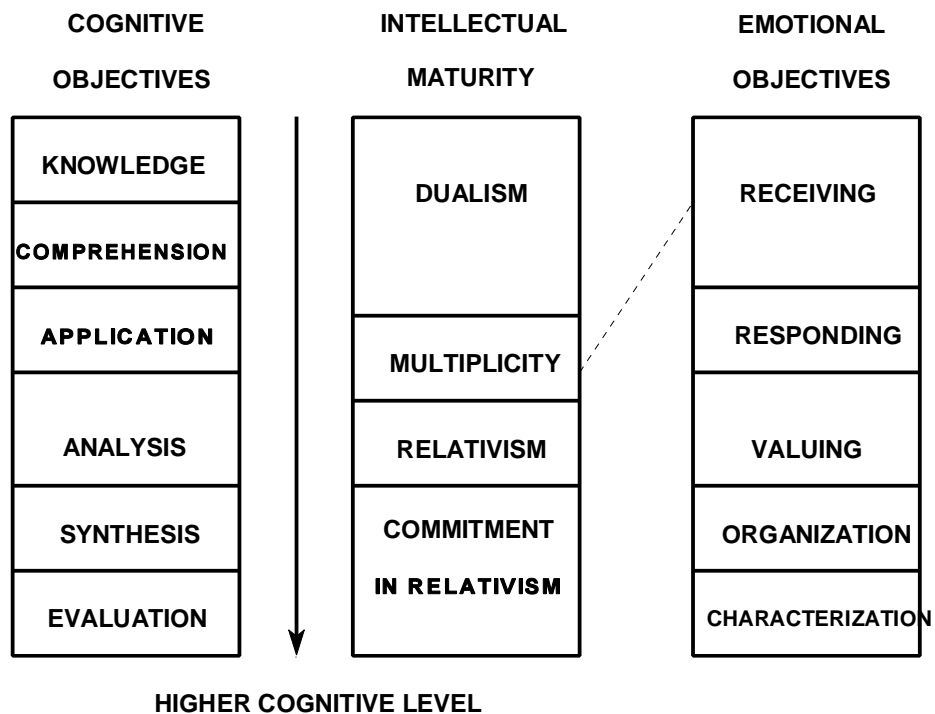 COGNITIVE
OBJECTIVES
KNOWLEDGE
COMPREHENSION
APPLICATION
ANALYSIS
SYNTHESIS
EVALUATION
INTELLECTUAL
MATURITY
DUALISM
MULTIPLICITY
RELATIVISM
COMMITMENT
IN RELATIVISM
EMOTIONAL
OBJECTIVES
RECEIVING
RESPONDING
VALUING
ORGANIZATION
CHARACTERIZATION
HIGHER COGNITIVE LEVEL